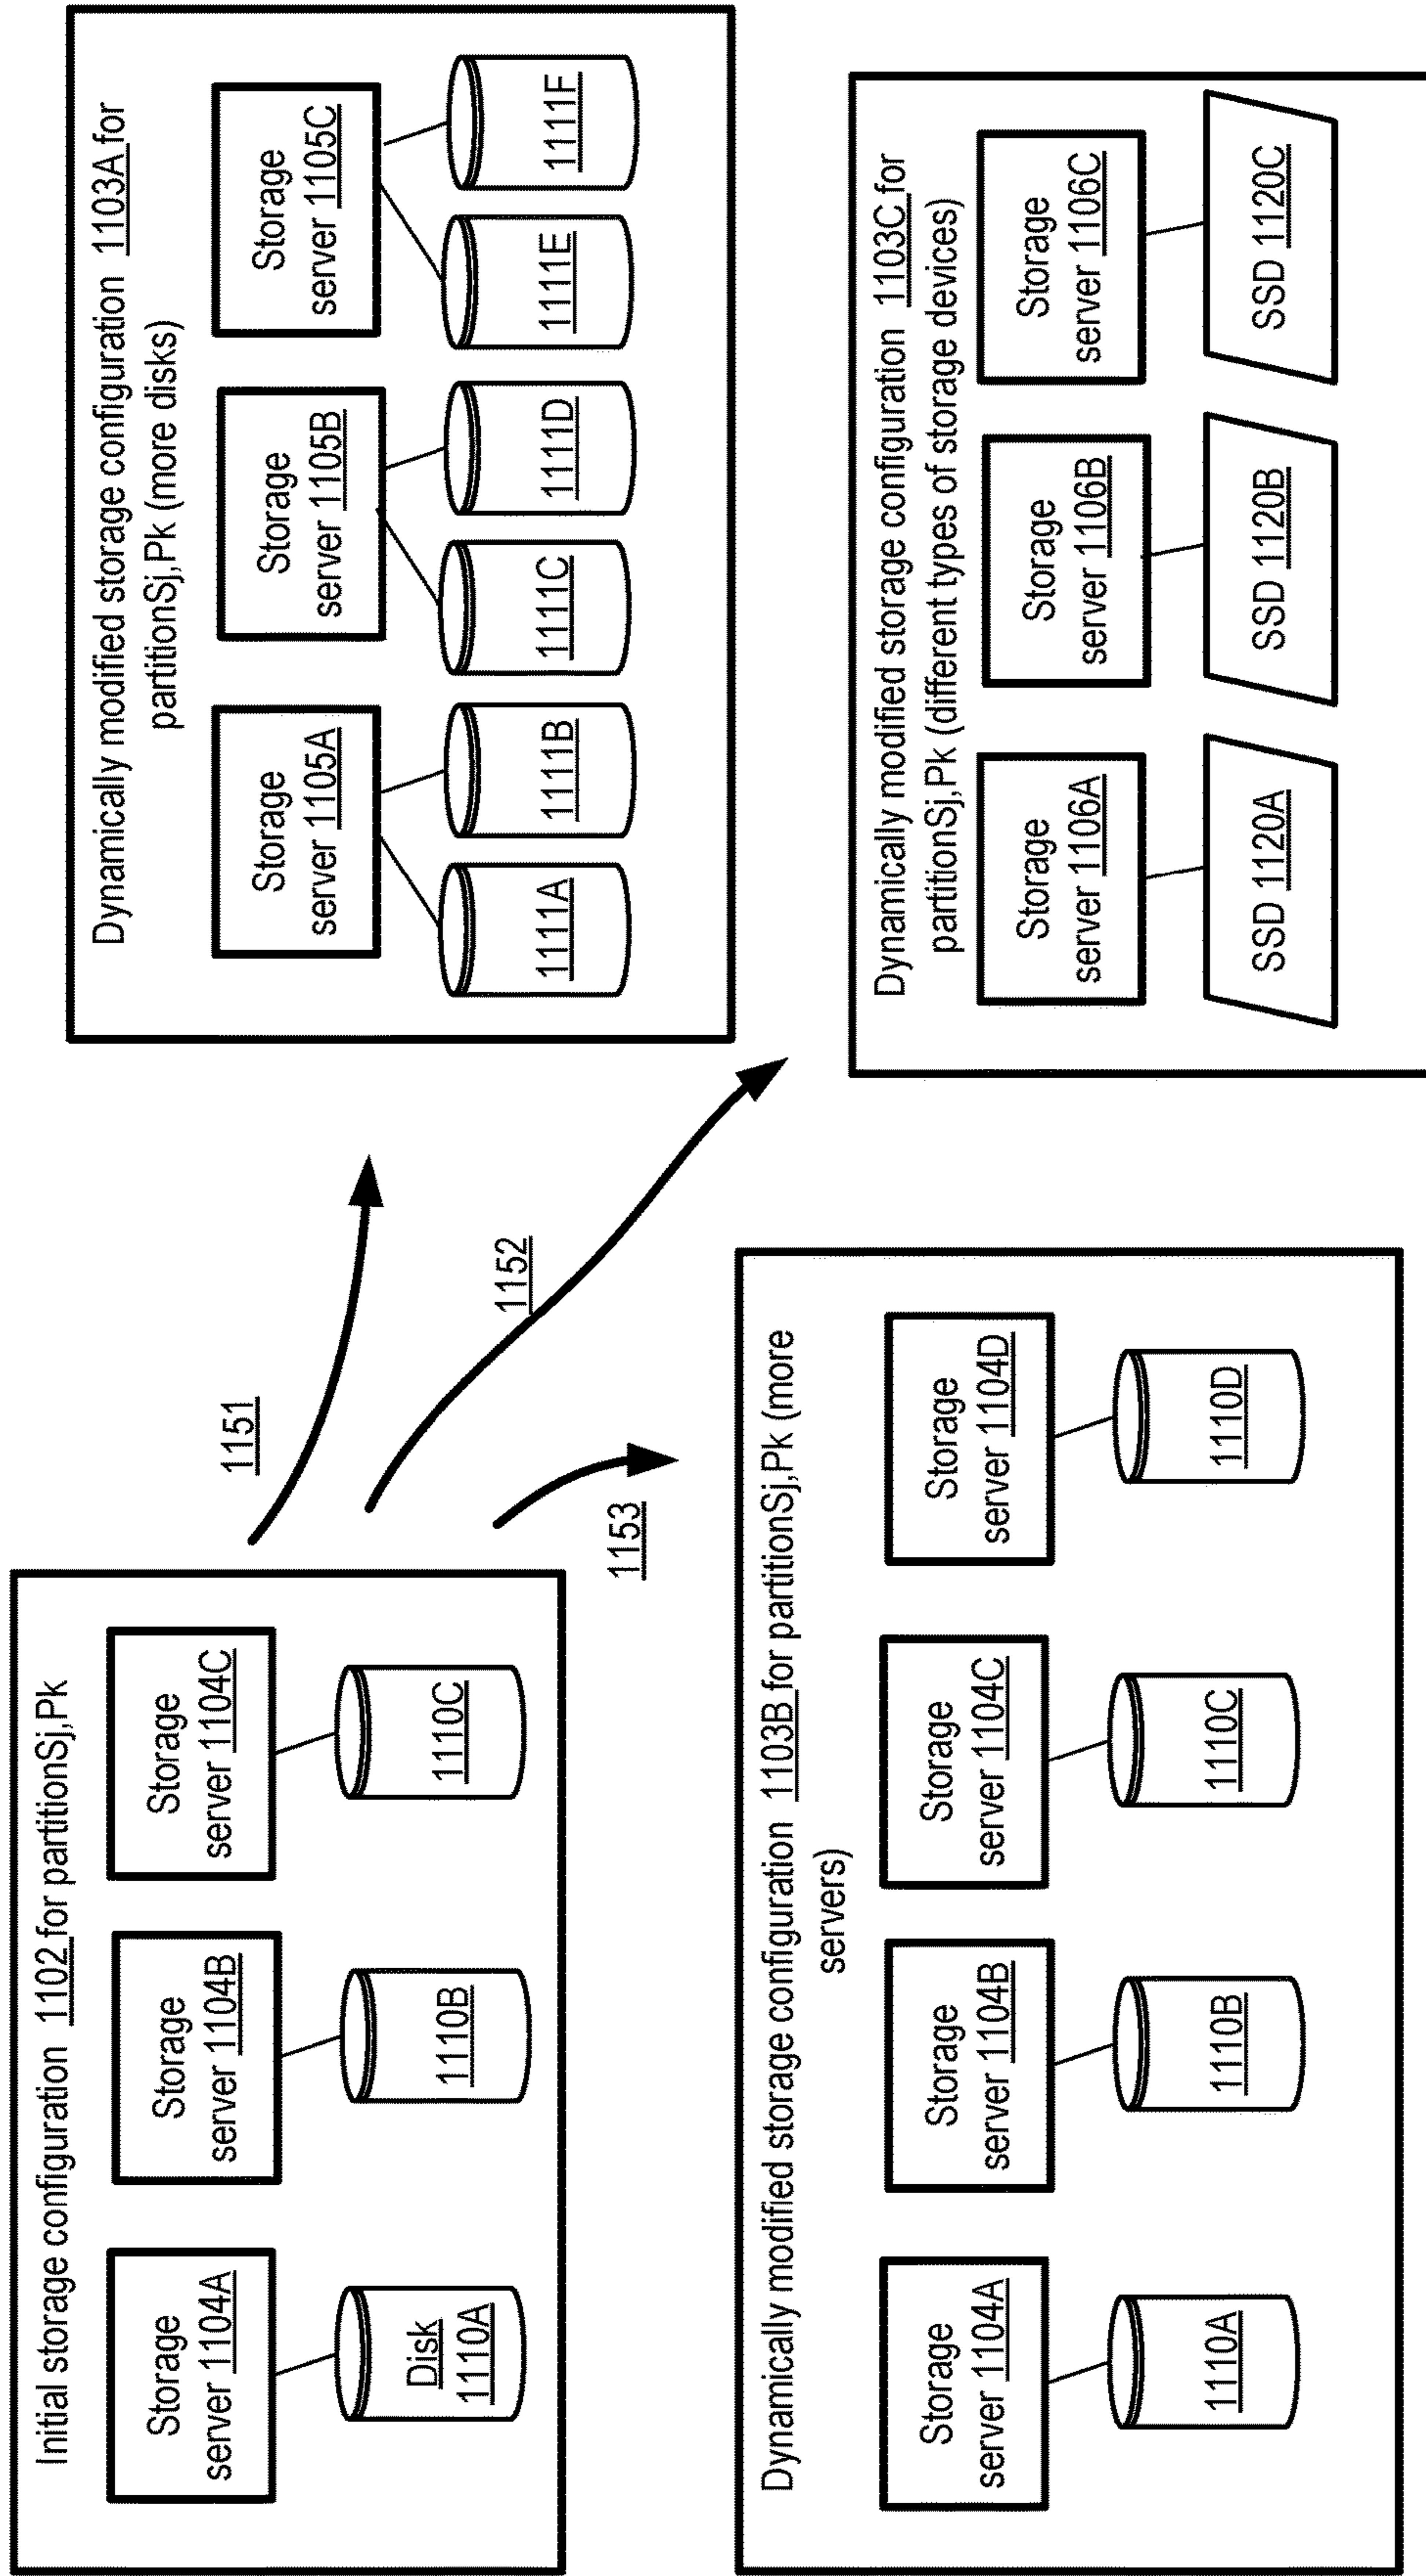 Initial storage configuration 1102 for partitionSj,Pk
Storage
server 1104A
Storage
server 1104B
Storage
server 1104C
Disk
1110A
1110B
1110C
1151
1152
1153
Dynamically modified storage configuration 1103A for
partitionSj,Pk (more disks)
Storage
server 1105A
Storage
server 1105B
Storage
server 1105C
1111A
1111B
1111C
1111D
1111E
1111F
Dynamically modified storage configuration 1103B for partitionSj,Pk (more
servers)
Storage
server 1104A
Storage
server 1104B
Storage
server 1104C
Storage
server 1104D
1110A
1110B
1110C
1110D
Dynamically modified storage configuration 1103C for
partitionSj,Pk (different types of storage devices)
Storage
server 1106A
Storage
server 1106B
Storage
server 1106C
SSD 1120A
SSD 1120B
SSD 1120C